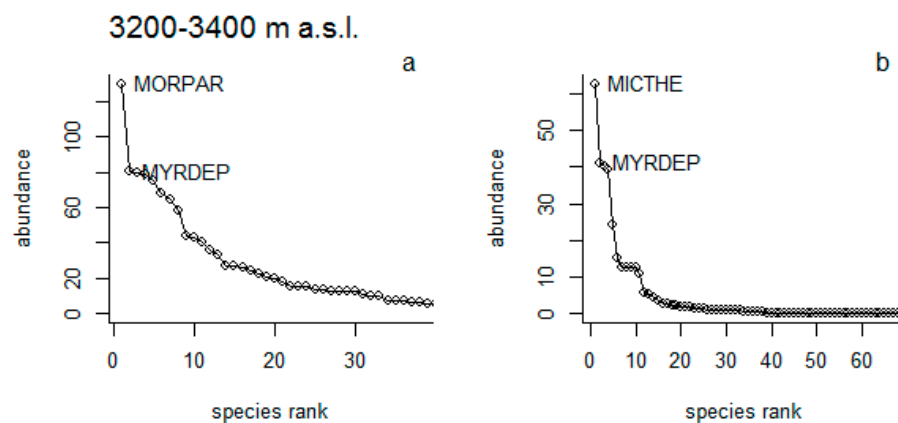 3200-3400 m a.s.l.
a
MORPAR
MYRDEP
abundance
0 20 60 100
0 10 20 30
species rank
b
MICTHE
MYRDEP
abundance
0 10 30 50
0 10 20 30 40 50 60
species rank